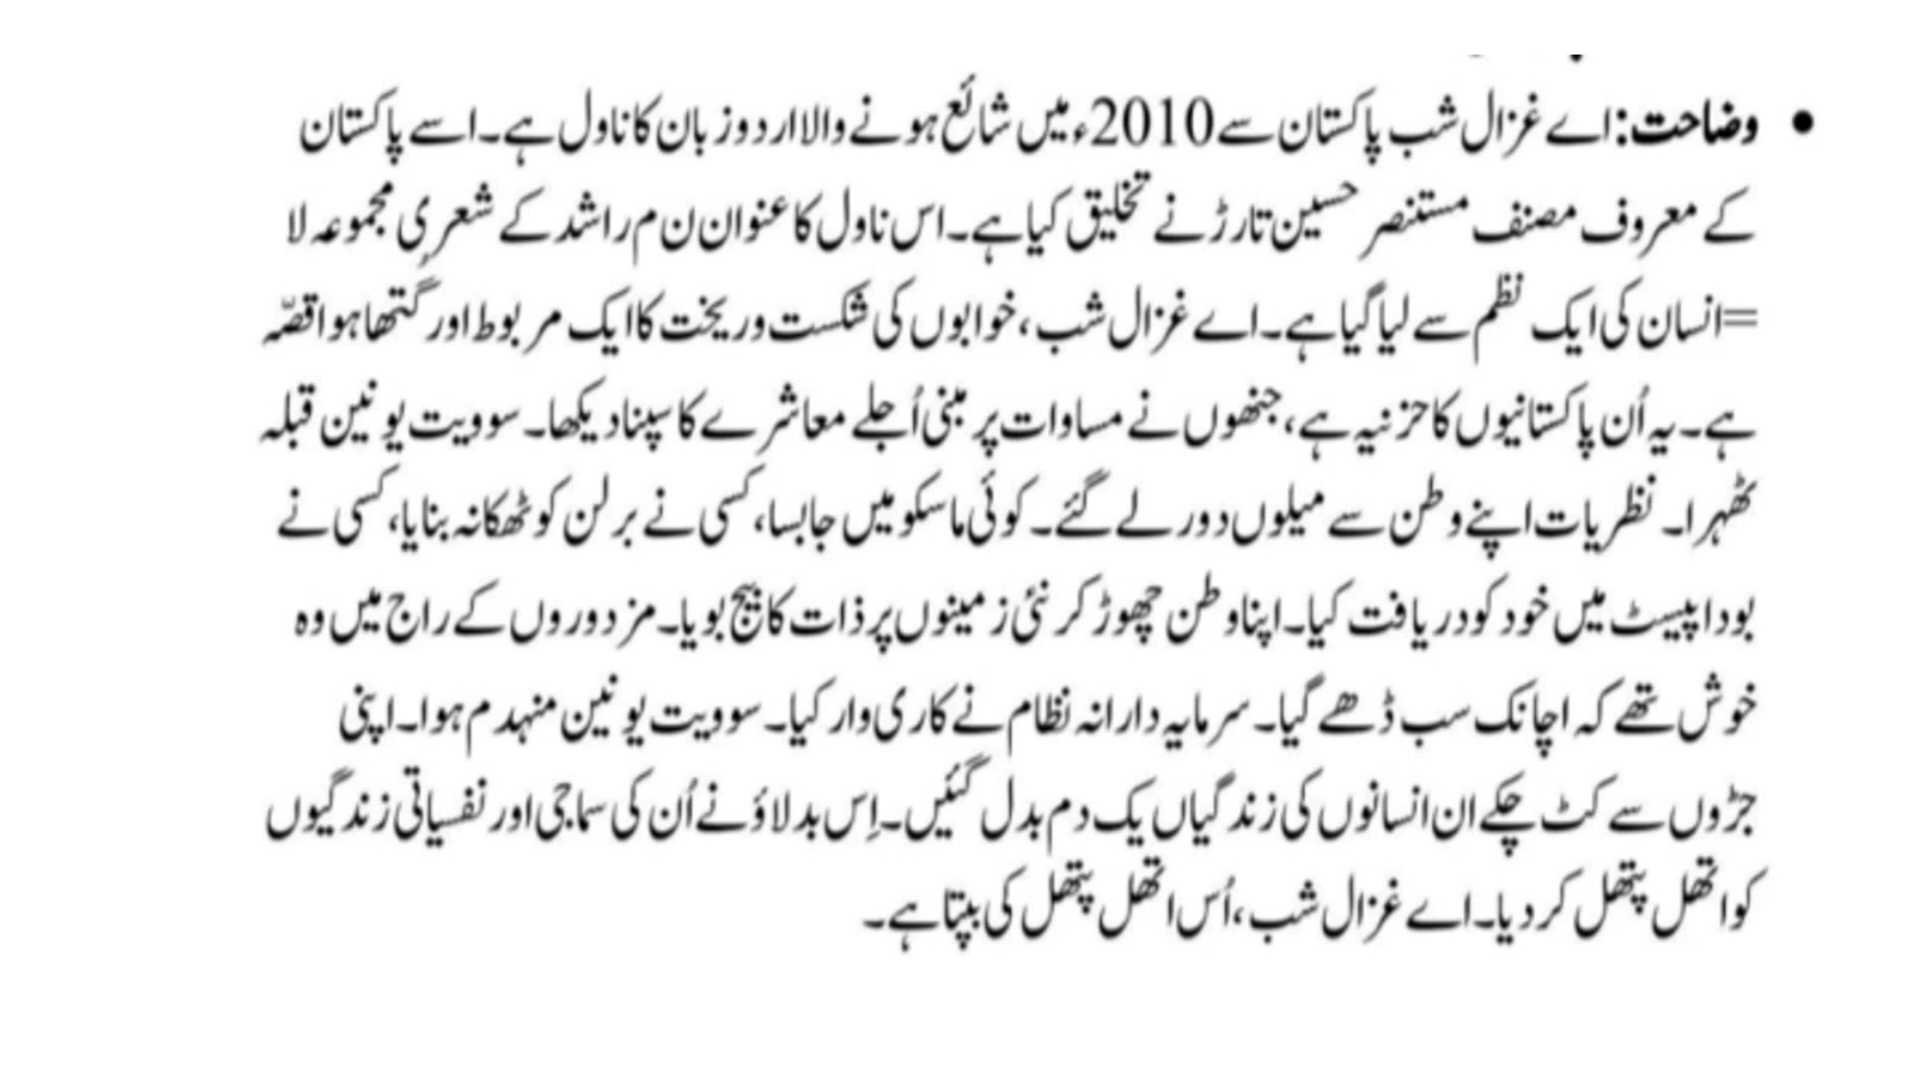 • وضاحت: اے غزال شب پاکستان سے 2010ء میں شائع ہونے والا اردو زبان کا ناول ہے۔ اسے پاکستان
کے معروف مصنف مستنصر حسین تارڑ نے تخلیق کیا ہے۔ اس ناول کا عنوان ن م راشد کے شعری مجموعہ لا
=انسان کی ایک نظم سے لیا گیا ہے۔ اے غزال شب، خوابوں کی شکست و ریخت کا ایک مربوط اور گتھا ہوا قصّہ
ہے۔ یہ اُن پاکستانیوں کا حزنیہ ہے، جنھوں نے مساوات پر مبنی اُجلے معاشرے کا سپنا دیکھا۔ سوویت یونین قبلہ
ٹھہرا۔ نظریات اپنے وطن سے میلوں دور لے گئے۔ کوئی ماسکو میں جا بسا، کسی نے برلن کو ٹھکانہ بنایا، کسی نے
بوداپیسٹ میں خود کو دریافت کیا۔ اپنا وطن چھوڑ کر نئی زمینوں پر ذات کا بیج بویا۔ مزدوروں کے راج میں وہ
خوش تھے کہ اچانک سب ڈھے گیا۔ سرمایہ دارانہ نظام نے کاری وار کیا۔ سوویت یونین منہدم ہوا۔ اپنی
جڑوں سے کٹ چکے ان انسانوں کی زندگیاں یک دم بدل گئیں۔ اِس بدلاؤ نے اُن کی سماجی اور نفسیاتی زندگیوں
کو اتھل پتھل کر دیا۔ اے غزال شب، اُس اتھل پتھل کی بپتا ہے۔